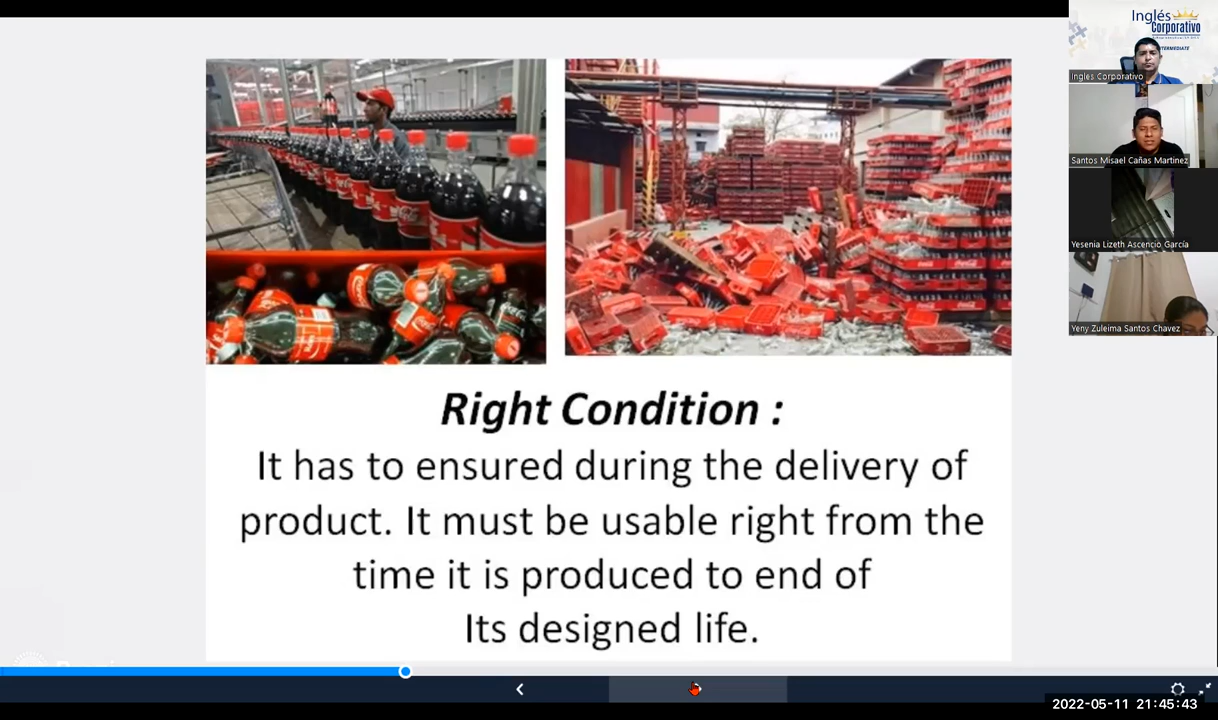 Right Condition :
It has to ensured during the delivery of
product. It must be usable right from the
time it is produced to end of
Its designed life.
Inglés
Corporativo
Ingles Corporativo
Santos Misael Cañas Martinez
Yesenia Lizeth Ascencio García
Yeny Zuleima Santos Chavez
2022-05-11 21:45:43